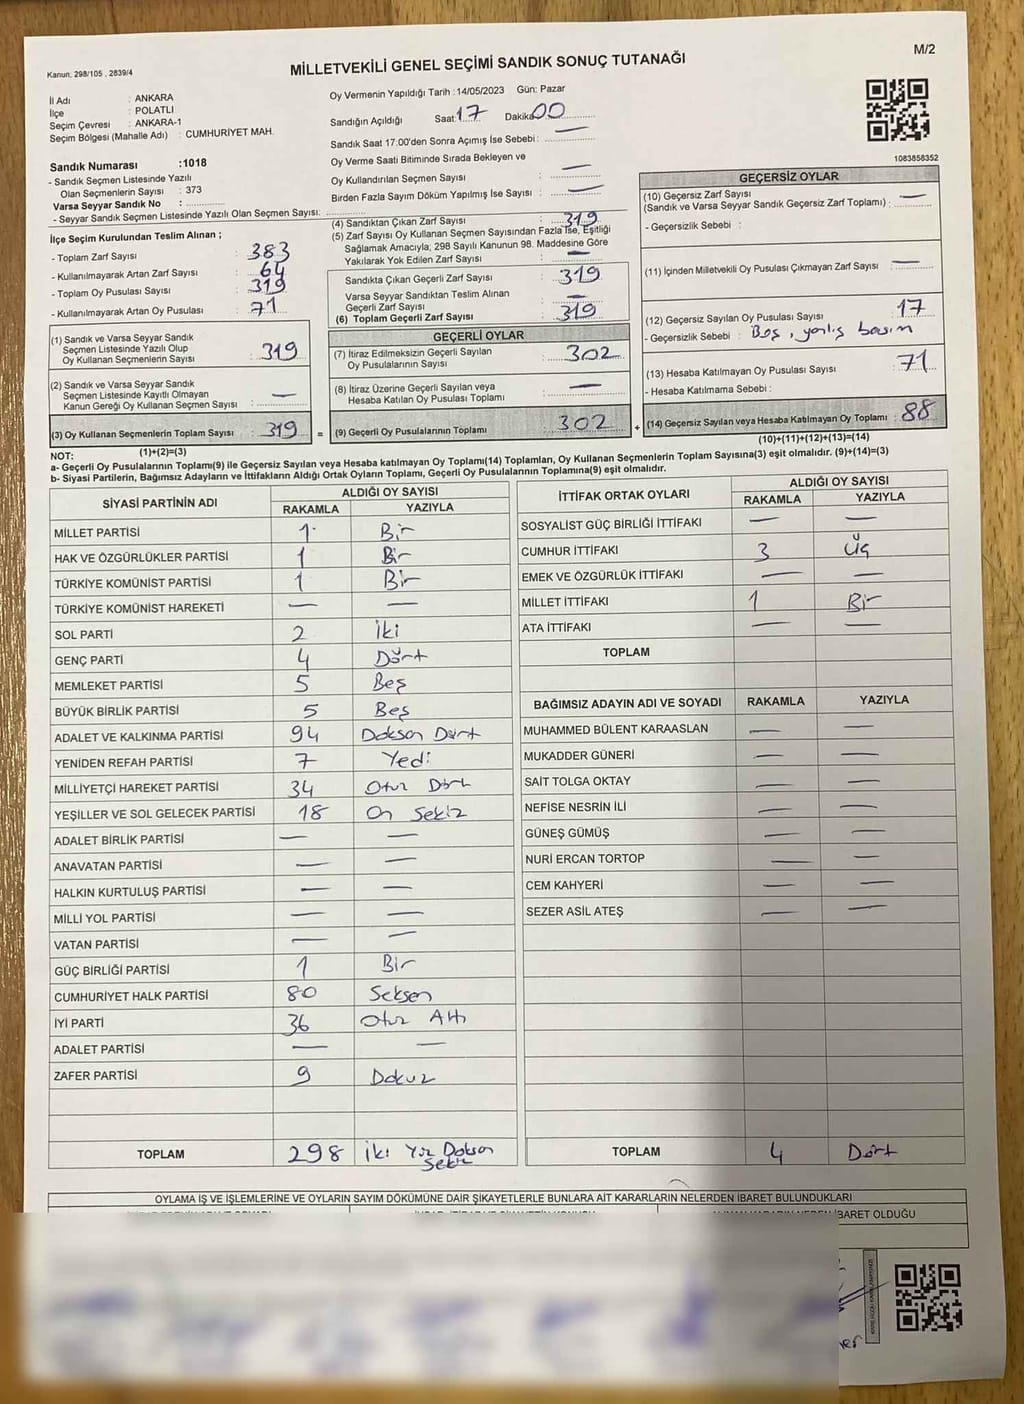 M/2
Kanun: 298/105 , 2839/4
MİLLETVEKİLİ GENEL SEÇİMİ SANDIK SONUÇ TUTANAĞI
İl Adı : ANKARA
İlçe : POLATLI
Seçim Çevresi : ANKARA-1
Seçim Bölgesi (Mahalle Adı) : CUMHURİYET MAH.
Sandık Numarası :1018
- Sandık Seçmen Listesinde Yazılı
Olan Seçmenlerin Sayısı : 373
Varsa Seyyar Sandık No :
- Seyyar Sandık Seçmen Listesinde Yazılı Olan Seçmen Sayısı:
İlçe Seçim Kurulundan Teslim Alınan ;
- Toplam Zarf Sayısı : 383
- Kullanılmayarak Artan Zarf Sayısı : 64
- Toplam Oy Pusulası Sayısı : 319
- Kullanılmayarak Artan Oy Pusulası : 71
(1) Sandık ve Varsa Seyyar Sandık
Seçmen Listesinde Yazılı Olup
Oy Kullanan Seçmenlerin Sayısı : 319
(2) Sandık ve Varsa Seyyar Sandık
Seçmen Listesinde Kayıtlı Olmayan
Kanun Gereği Oy Kullanan Seçmen Sayısı : —
(3) Oy Kullanan Seçmenlerin Toplam Sayısı : 319
Oy Vermenin Yapıldığı Tarih :14/05/2023 Gün: Pazar
Sandığın Açıldığı Saat:17 Dakika:00
Sandık Saat 17:00'den Sonra Açımış İse Sebebi: —
Oy Verme Saati Bitiminde Sırada Bekleyen ve
Oy Kullandırılan Seçmen Sayısı : —
Birden Fazla Sayım Döküm Yapılmış İse Sayısı : —
(4) Sandıktan Çıkan Zarf Sayısı : 319
(5) Zarf Sayısı Oy Kullanan Seçmen Sayısından Fazla İse, Eşitliği
Sağlamak Amacıyla; 298 Sayılı Kanunun 98. Maddesine Göre
Yakılarak Yok Edilen Zarf Sayısı : —
Sandıkta Çıkan Geçerli Zarf Sayısı : 319
Varsa Seyyar Sandıktan Teslim Alınan
Geçerli Zarf Sayısı : —
(6) Toplam Geçerli Zarf Sayısı : 319
GEÇERLİ OYLAR
(7) İtiraz Edilmeksizin Geçerli Sayılan
Oy Pusulalarının Sayısı : 302
(8) İtiraz Üzerine Geçerli Sayılan veya
Hesaba Katılan Oy Pusulası Toplamı : —
= (9) Geçerli Oy Pusulalarının Toplamı : 302
1083858352
GEÇERSİZ OYLAR
(10) Geçersiz Zarf Sayısı
(Sandık ve Varsa Seyyar Sandık Geçersiz Zarf Toplamı) : —
- Geçersizlik Sebebi :
(11) İçinden Milletvekili Oy Pusulası Çıkmayan Zarf Sayısı : —
(12) Geçersiz Sayılan Oy Pusulası Sayısı : 17
- Geçersizlik Sebebi : Boş, yanlış basım
(13) Hesaba Katılmayan Oy Pusulası Sayısı : 71
- Hesaba Katılmama Sebebi :
+ (14) Geçersiz Sayılan veya Hesaba Katılmayan Oy Toplamı : 88
NOT: (1)+(2)=(3) (10)+(11)+(12)+(13)=(14)
a- Geçerli Oy Pusulalarının Toplamı(9) ile Geçersiz Sayılan veya Hesaba katılmayan Oy Toplamı(14) Toplamları, Oy Kullanan Seçmenlerin Toplam Sayısına(3) eşit olmalıdır. (9)+(14)=(3)
b- Siyasi Partilerin, Bağımsız Adayların ve İttifakların Aldığı Ortak Oyların Toplamı, Geçerli Oy Pusulalarının Toplamına(9) eşit olmalıdır.
SİYASİ PARTİNİN ADI ALDIĞI OY SAYISI
RAKAMLA YAZIYLA
MİLLET PARTİSİ 1 Bir
HAK VE ÖZGÜRLÜKLER PARTİSİ 1 Bir
TÜRKİYE KOMÜNİST PARTİSİ 1 Bir
TÜRKİYE KOMÜNİST HAREKETİ — —
SOL PARTİ 2 İki
GENÇ PARTİ 4 Dört
MEMLEKET PARTİSİ 5 Beş
BÜYÜK BİRLİK PARTİSİ 5 Beş
ADALET VE KALKINMA PARTİSİ 94 Doksan Dört
YENİDEN REFAH PARTİSİ 7 Yedi
MİLLİYETÇİ HAREKET PARTİSİ 34 Otuz Dört
YEŞİLLER VE SOL GELECEK PARTİSİ 18 On Sekiz
ADALET BİRLİK PARTİSİ — —
ANAVATAN PARTİSİ — —
HALKIN KURTULUŞ PARTİSİ — —
MİLLİ YOL PARTİSİ — —
VATAN PARTİSİ — —
GÜÇ BİRLİĞİ PARTİSİ 1 Bir
CUMHURİYET HALK PARTİSİ 80 Seksen
İYİ PARTİ 36 Otuz Altı
ADALET PARTİSİ — —
ZAFER PARTİSİ 9 Dokuz
TOPLAM 298 İki Yüz Doksan
Sekiz
İTTİFAK ORTAK OYLARI ALDIĞI OY SAYISI
RAKAMLA YAZIYLA
SOSYALİST GÜÇ BİRLİĞİ İTTİFAKI — —
CUMHUR İTTİFAKI 3 Üç
EMEK VE ÖZGÜRLÜK İTTİFAKI — —
MİLLET İTTİFAKI 1 Bir
ATA İTTİFAKI — —
TOPLAM
BAĞIMSIZ ADAYIN ADI VE SOYADI RAKAMLA YAZIYLA
MUHAMMED BÜLENT KARAASLAN — —
MUKADDER GÜNERİ — —
SAİT TOLGA OKTAY — —
NEFİSE NESRİN İLİ — —
GÜNEŞ GÜMÜŞ — —
NURİ ERCAN TORTOP — —
CEM KAHYERİ — —
SEZER ASİL ATEŞ — —
TOPLAM 4 Dört
OYLAMA İŞ VE İŞLEMLERİNE VE OYLARIN SAYIM DÖKÜMÜNE DAİR ŞİKAYETLERLE BUNLARA AİT KARARLARIN NELERDEN İBARET BULUNDUKLARI
İBARET OLDUĞU